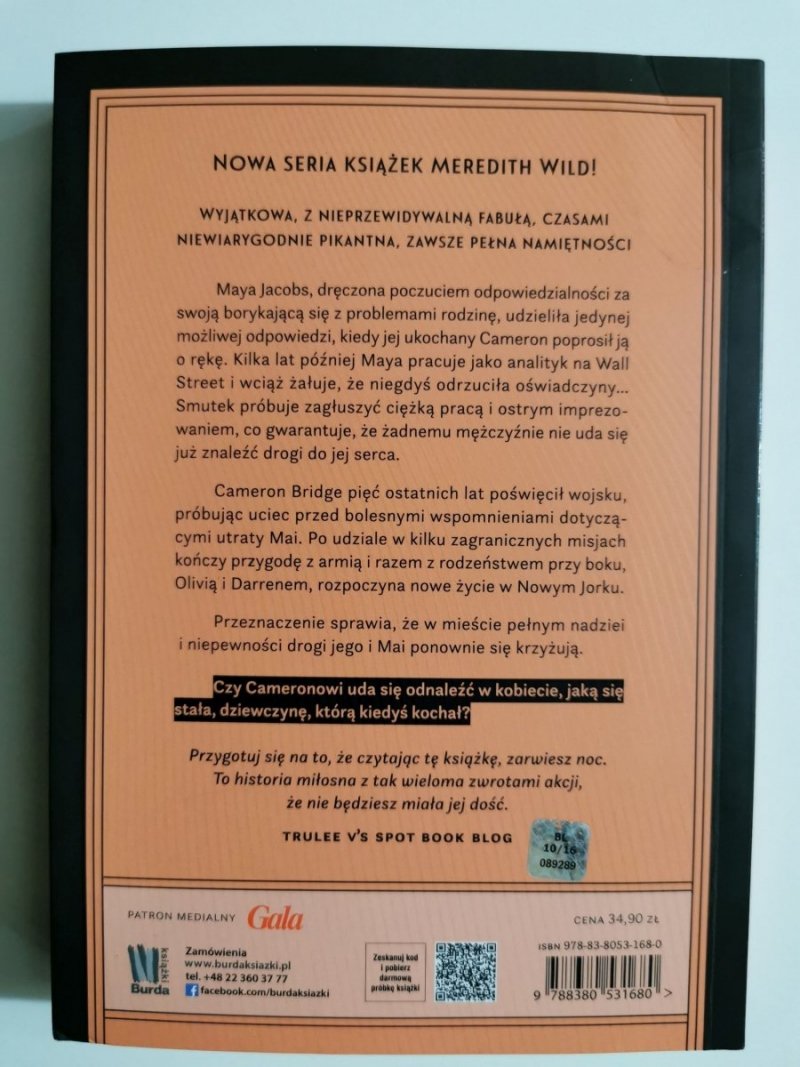 NOWA SERIA KSIĄŻEK MEREDITH WILD!
WYJĄTKOWA, Z NIEPRZEWIDYWALNĄ FABUŁĄ, CZASAMI
NIEWIARYGODNIE PIKANTNA, ZAWSZE PEŁNA NAMIĘTNOŚCI
Maya Jacobs, dręczona poczuciem odpowiedzialności za
swoją borykającą się z problemami rodzinę, udzieliła jedynej
możliwej odpowiedzi, kiedy jej ukochany Cameron poprosił ją
o rękę. Kilka lat później Maya pracuje jako analityk na Wall
Street i wciąż żałuje, że niegdyś odrzuciła oświadczyny...
Smutek próbuje zagłuszyć ciężką pracą i ostrym imprezo-
waniem, co gwarantuje, że żadnemu mężczyźnie nie uda się
już znaleźć drogi do jej serca.
Cameron Bridge pięć ostatnich lat poświęcił wojsku,
próbując uciec przed bolesnymi wspomnieniami dotyczą-
cymi utraty Mai. Po udziale w kilku zagranicznych misjach
kończy przygodę z armią i razem z rodzeństwem przy boku,
Olivią i Darrenem, rozpoczyna nowe życie w Nowym Jorku.
Przeznaczenie sprawia, że w mieście pełnym nadziei
i niepewności drogi jego i Mai ponownie się krzyżują.
Czy Cameronowi uda się odnaleźć w kobiecie, jaką się
stała, dziewczynę, którą kiedyś kochał?
Przygotuj się na to, że czytając tę książkę, zarwiesz noc.
To historia miłosna z tak wieloma zwrotami akcji,
że nie będziesz miała jej dość.
TRULEE V'S SPOT BOOK BLOG
BL
10/16
089289
PATRON MEDIALNY Gala
CENA 34,90 ZŁ
książki
Burda
Zamówienia
www.burdaksiazki.pl
tel. +48 22 360 37 77
facebook.com/burdaksiazki
Zeskanuj kod
i pobierz
darmową
próbkę książki
ISBN 978-83-8053-168-0
9 788380 531680 >